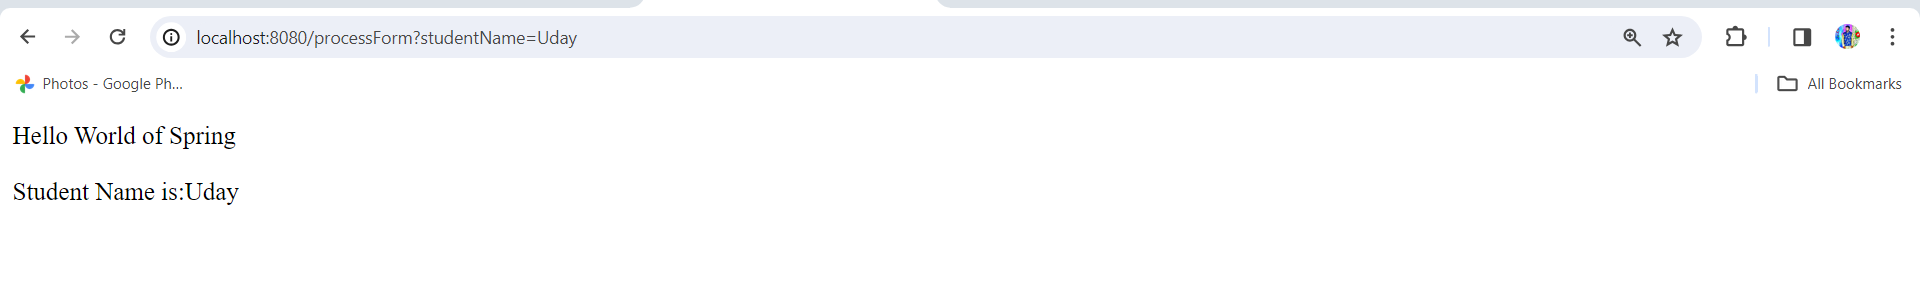 localhost:8080/processForm?studentName=Uday
Photos - Google Ph...
All Bookmarks
Hello World of Spring
Student Name is:Uday